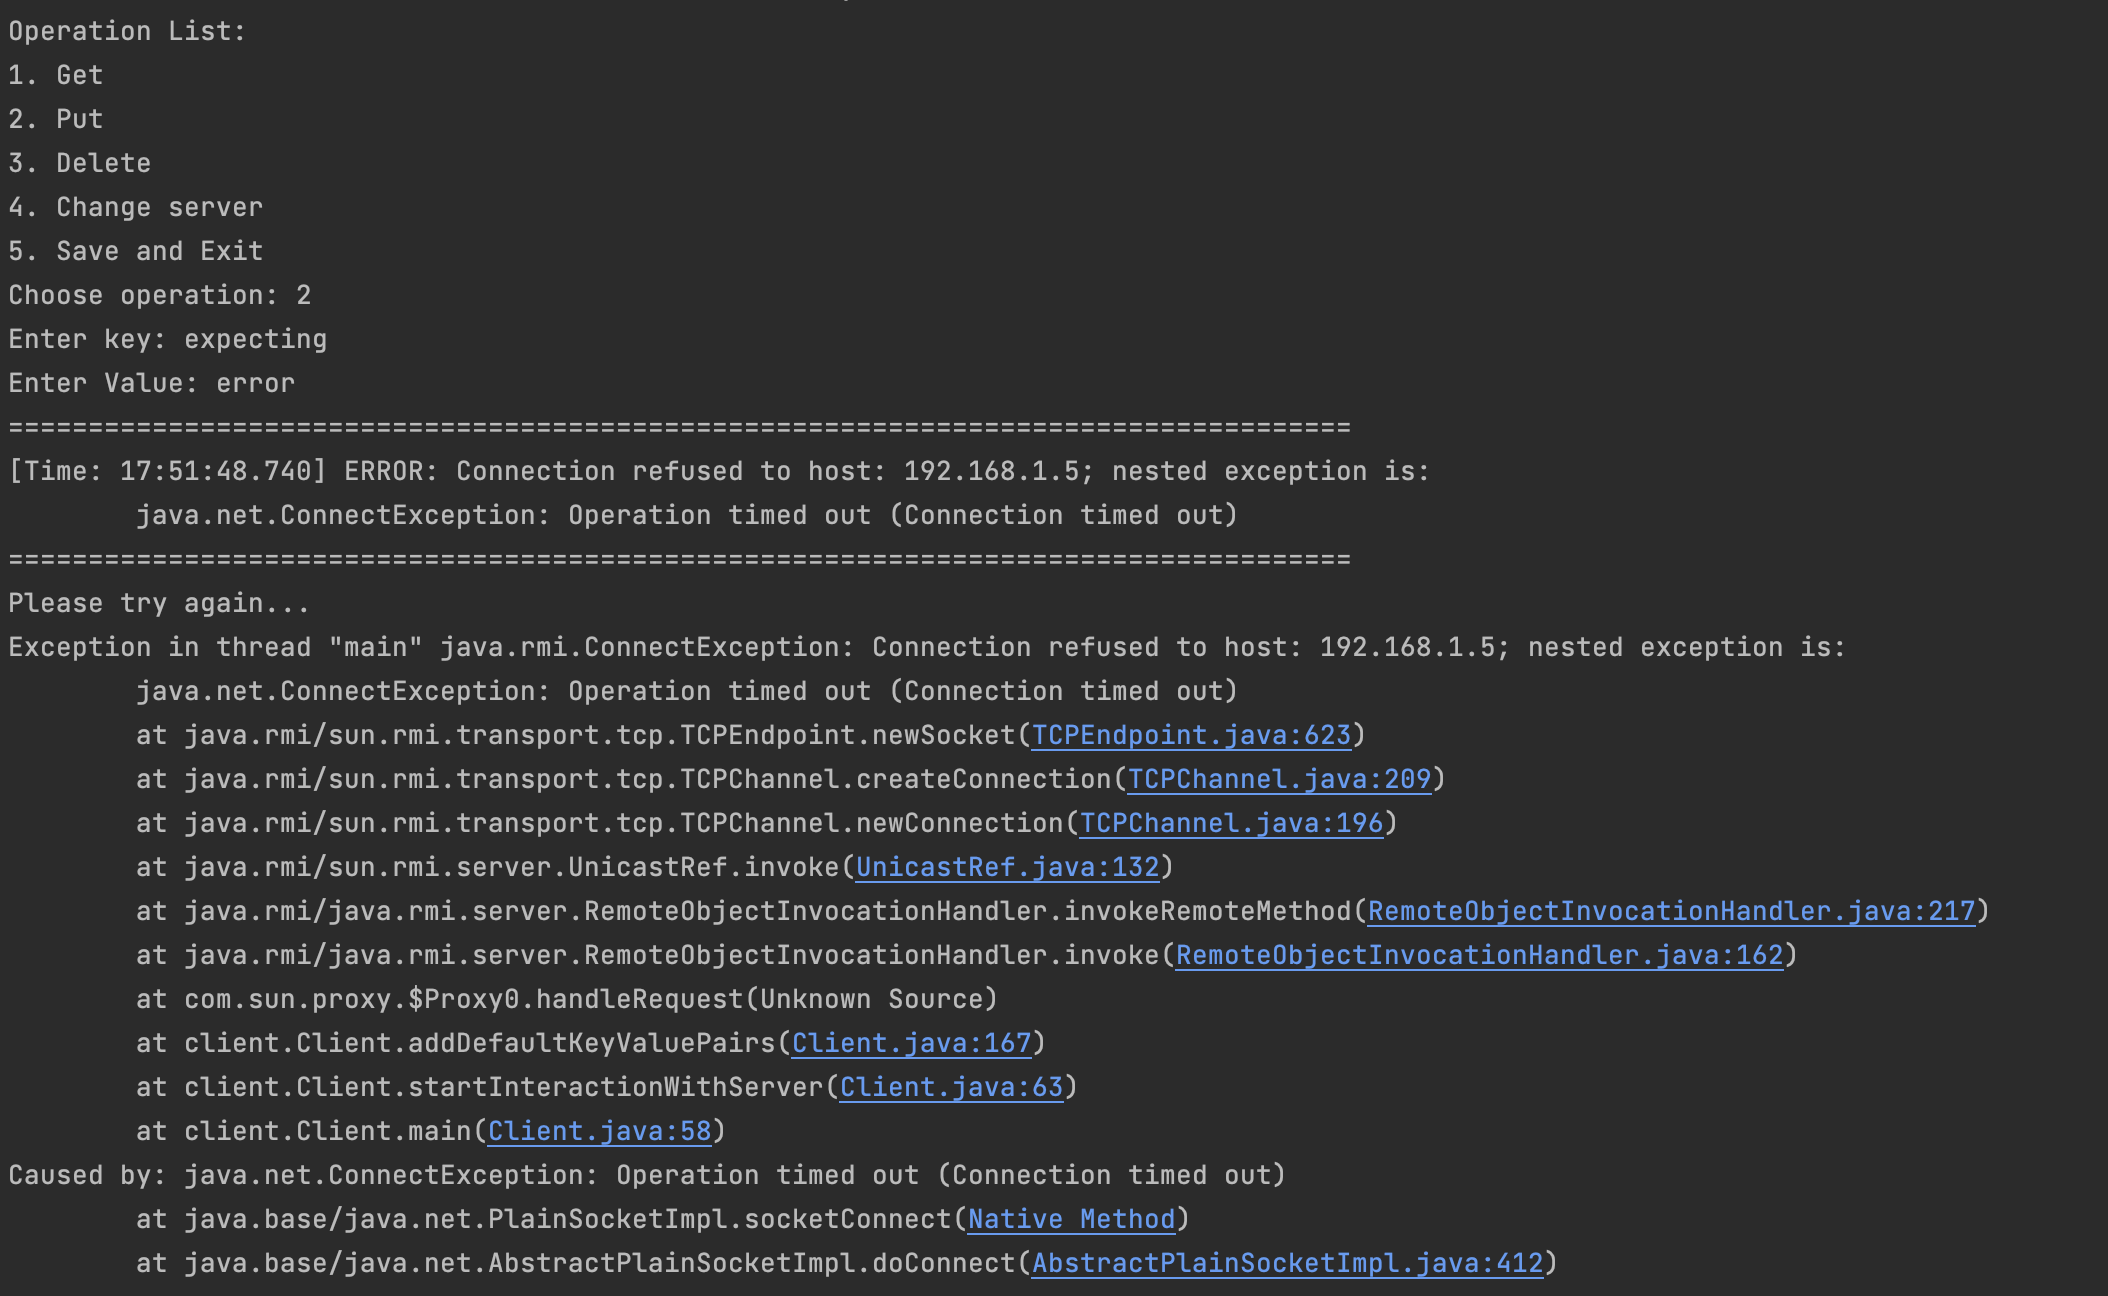 Operation List:
1. Get
2. Put
3. Delete
4. Change server
5. Save and Exit
Choose operation: 2
Enter key: expecting
Enter Value: error
====================================================================================
[Time: 17:51:48.740] ERROR: Connection refused to host: 192.168.1.5; nested exception is:
java.net.ConnectException: Operation timed out (Connection timed out)
====================================================================================
Please try again...
Exception in thread "main" java.rmi.ConnectException: Connection refused to host: 192.168.1.5; nested exception is:
java.net.ConnectException: Operation timed out (Connection timed out)
at java.rmi/sun.rmi.transport.tcp.TCPEndpoint.newSocket(TCPEndpoint.java:623)
at java.rmi/sun.rmi.transport.tcp.TCPChannel.createConnection(TCPChannel.java:209)
at java.rmi/sun.rmi.transport.tcp.TCPChannel.newConnection(TCPChannel.java:196)
at java.rmi/sun.rmi.server.UnicastRef.invoke(UnicastRef.java:132)
at java.rmi/java.rmi.server.RemoteObjectInvocationHandler.invokeRemoteMethod(RemoteObjectInvocationHandler.java:217)
at java.rmi/java.rmi.server.RemoteObjectInvocationHandler.invoke(RemoteObjectInvocationHandler.java:162)
at com.sun.proxy.$Proxy0.handleRequest(Unknown Source)
at client.Client.addDefaultKeyValuePairs(Client.java:167)
at client.Client.startInteractionWithServer(Client.java:63)
at client.Client.main(Client.java:58)
Caused by: java.net.ConnectException: Operation timed out (Connection timed out)
at java.base/java.net.PlainSocketImpl.socketConnect(Native Method)
at java.base/java.net.AbstractPlainSocketImpl.doConnect(AbstractPlainSocketImpl.java:412)